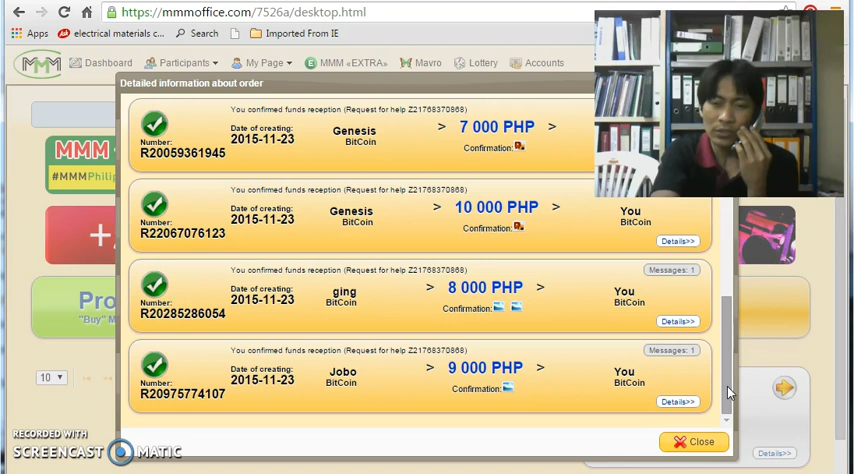 https://mmmoffice.com/7526a/desktop.html
Apps electrical materials c... Search Imported From IE
MMM Dashboard Participants My Page MMM «EXTRA» Mavro Lottery Accounts
Detailed information about order
You confirmed funds reception (Request for help Z21768370868)
Number:
R20059361945
Date of creating:
2015-11-23
Genesis
BitCoin
> 7 000 PHP >
Confirmation:
You confirmed funds reception (Request for help Z21768370868)
Number:
R22067076123
Date of creating:
2015-11-23
Genesis
BitCoin
> 10 000 PHP >
Confirmation:
You
BitCoin
Details>>
You confirmed funds reception (Request for help Z21768370868)
Messages: 1
Number:
R20285286054
Date of creating:
2015-11-23
ging
BitCoin
> 8 000 PHP >
Confirmation:
You
BitCoin
Details>>
You confirmed funds reception (Request for help Z21768370868)
Messages: 1
Number:
R20975774107
Date of creating:
2015-11-23
Jobo
BitCoin
> 9 000 PHP >
Confirmation:
You
BitCoin
Details>>
Close
MMM
#MMMPhilip
+
Pro
"Buy" M
10
Details>>
RECORDED WITH
SCREENCAST MATIC